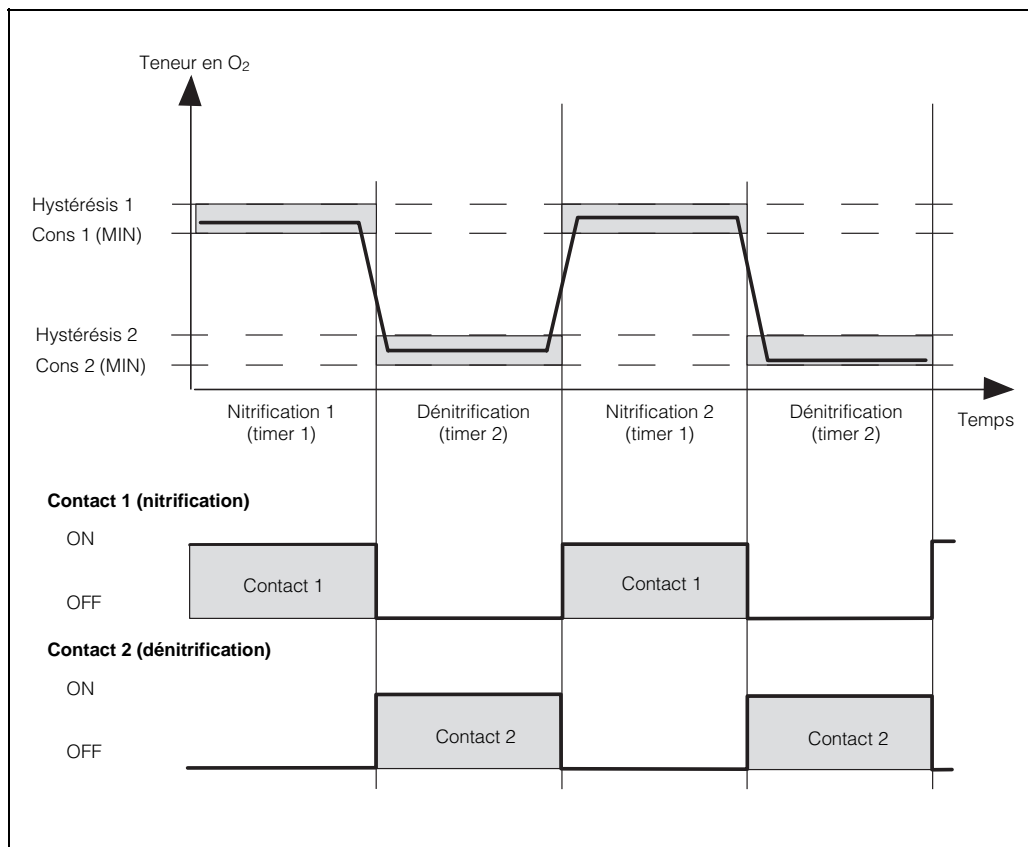 Teneur en O₂
Hystérésis 1
Cons 1 (MIN)
Hystérésis 2
Cons 2 (MIN)
Nitrification 1
(timer 1)
Dénitrification
(timer 2)
Nitrification 2
(timer 1)
Dénitrification
(timer 2)
Temps
Contact 1 (nitrification)
ON
Contact 1
Contact 1
OFF
Contact 2 (dénitrification)
ON
Contact 2
Contact 2
OFF